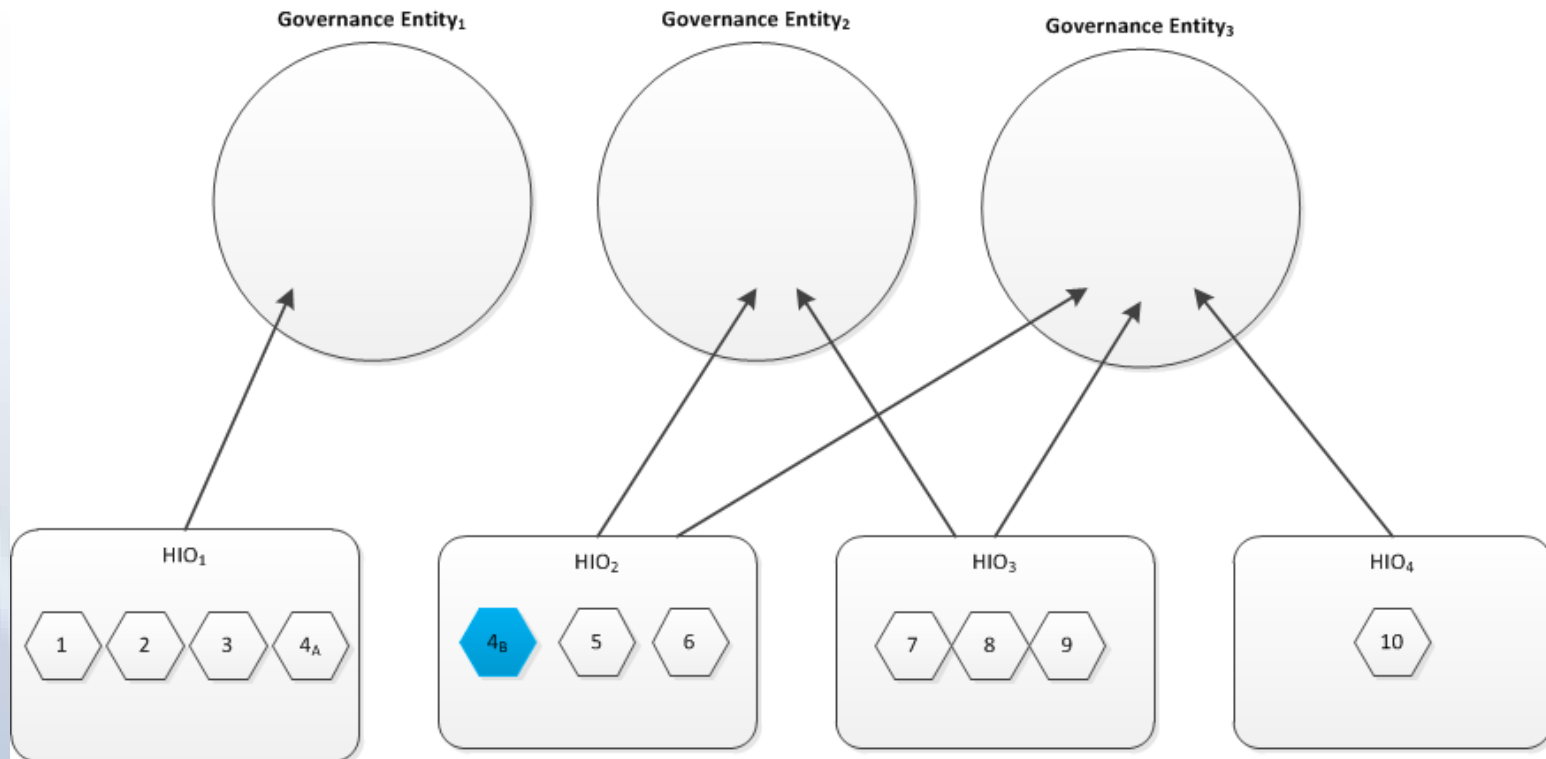 Governance Entity₁
Governance Entity₂
Governance Entity₃
HIO₁
HIO₂
HIO₃
HIO₄
1 2 3 4A
4B 5 6
7 8 9
10